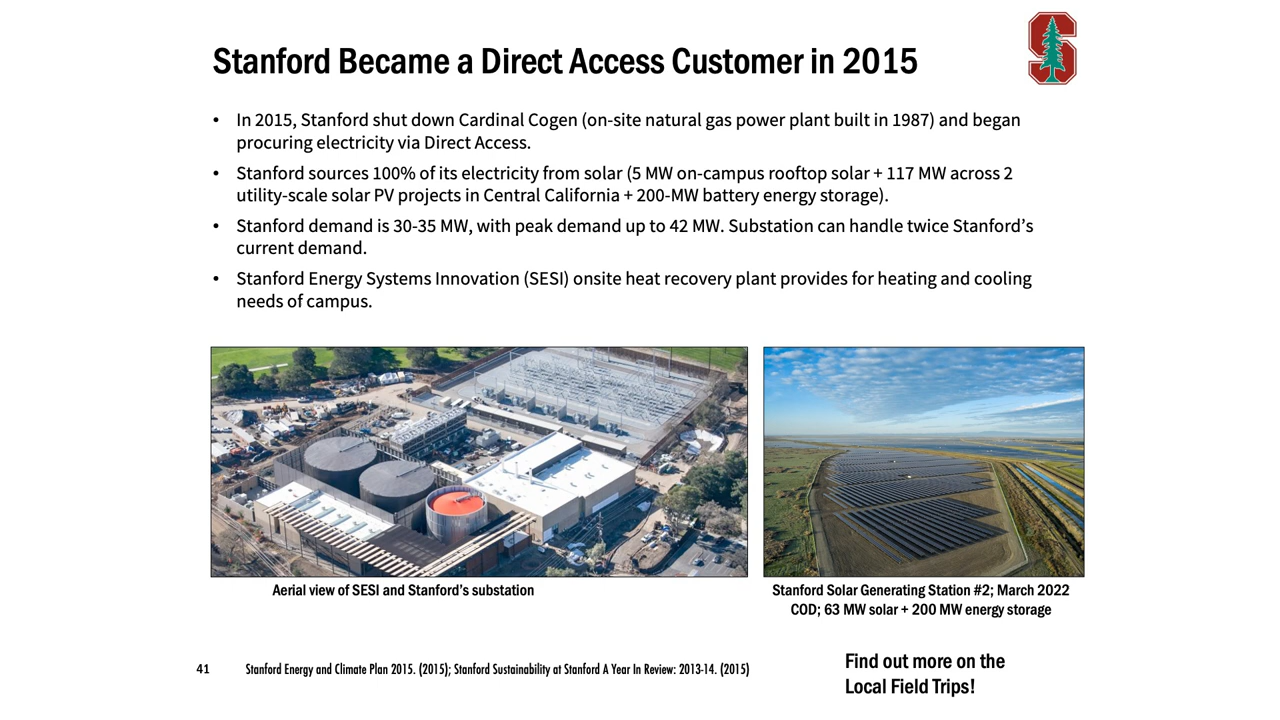 Stanford Became a Direct Access Customer in 2015
• In 2015, Stanford shut down Cardinal Cogen (on-site natural gas power plant built in 1987) and began
procuring electricity via Direct Access.
• Stanford sources 100% of its electricity from solar (5 MW on-campus rooftop solar + 117 MW across 2
utility-scale solar PV projects in Central California + 200-MW battery energy storage).
• Stanford demand is 30-35 MW, with peak demand up to 42 MW. Substation can handle twice Stanford’s
current demand.
• Stanford Energy Systems Innovation (SESI) onsite heat recovery plant provides for heating and cooling
needs of campus.
Aerial view of SESI and Stanford’s substation
Stanford Solar Generating Station #2; March 2022
COD; 63 MW solar + 200 MW energy storage
41
Stanford Energy and Climate Plan 2015. (2015); Stanford Sustainability at Stanford A Year In Review: 2013-14. (2015)
Find out more on the
Local Field Trips!